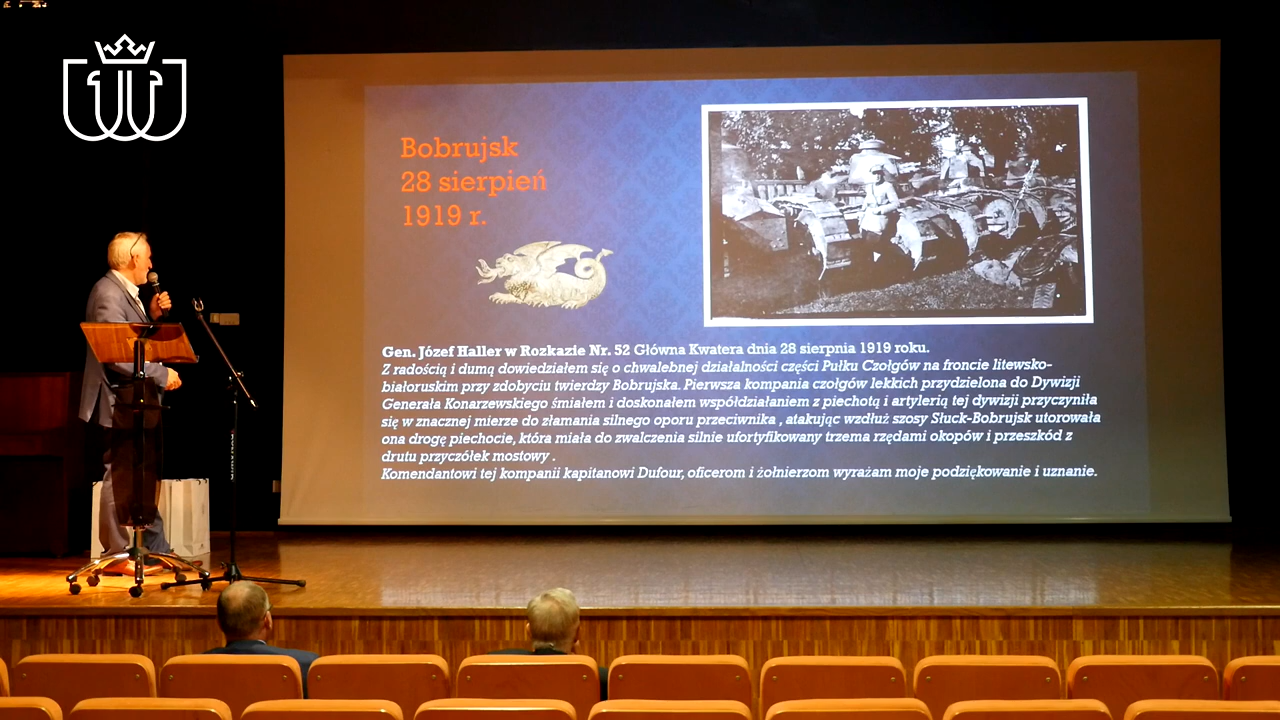 Bobrujsk
28 sierpień
1919 r.
Gen. Józef Haller w Rozkazie Nr. 52 Główna Kwatera dnia 28 sierpnia 1919 roku.
Z radością i dumą dowiedziałem się o chwalebnej działalności części Pułku Czołgów na froncie litewsko-
białoruskim przy zdobyciu twierdzy Bobrujska. Pierwsza kompania czołgów lekkich przydzielona do Dywizji
Generała Konarzewskiego śmiałem i doskonałem współdziałaniem z piechotą i artylerią tej dywizji przyczyniła
się w znacznej mierze do złamania silnego oporu przeciwnika , atakując wzdłuż szosy Słuck-Bobrujsk utorowała
ona drogę piechocie, która miała do zwalczenia silnie ufortyfikowany trzema rzędami okopów i przeszkód z
drutu przyczółek mostowy .
Komendantowi tej kompanii kapitanowi Dufour, oficerom i żołnierzom wyrażam moje podziękowanie i uznanie.